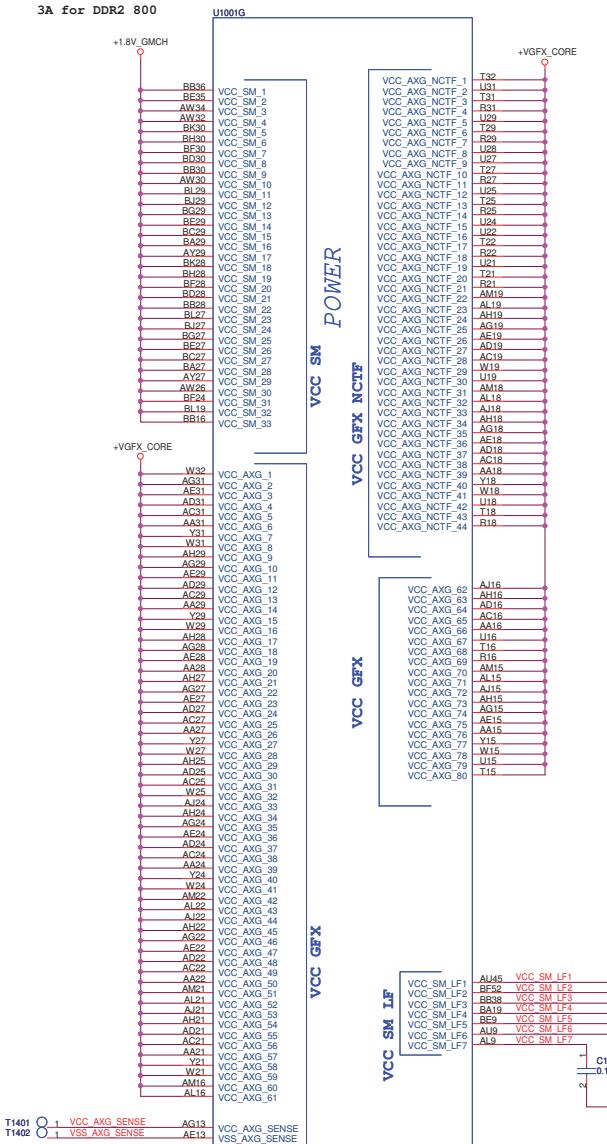 3A for DDR2 800
U1001G
+1.8V_GMCH
BB36 VCC_SM_1
BE35 VCC_SM_2
AW34 VCC_SM_3
AW32 VCC_SM_4
BK30 VCC_SM_5
BH30 VCC_SM_6
BF30 VCC_SM_7
BD30 VCC_SM_8
BB30 VCC_SM_9
AW30 VCC_SM_10
BL29 VCC_SM_11
BJ29 VCC_SM_12
BG29 VCC_SM_13
BE29 VCC_SM_14
BC29 VCC_SM_15
BA29 VCC_SM_16
AY29 VCC_SM_17
BK28 VCC_SM_18
BH28 VCC_SM_19
BF28 VCC_SM_20
BD28 VCC_SM_21
BB28 VCC_SM_22
BL27 VCC_SM_23
BJ27 VCC_SM_24
BG27 VCC_SM_25
BE27 VCC_SM_26
BC27 VCC_SM_27
BA27 VCC_SM_28
AY27 VCC_SM_29
AW26 VCC_SM_30
BF24 VCC_SM_31
BL19 VCC_SM_32
BB16 VCC_SM_33
VCC SM
POWER
+VGFX_CORE
W32 VCC_AXG_1
AG31 VCC_AXG_2
AE31 VCC_AXG_3
AD31 VCC_AXG_4
AC31 VCC_AXG_5
AA31 VCC_AXG_6
Y31 VCC_AXG_7
W31 VCC_AXG_8
AH29 VCC_AXG_9
AG29 VCC_AXG_10
AE29 VCC_AXG_11
AD29 VCC_AXG_12
AC29 VCC_AXG_13
AA29 VCC_AXG_14
Y29 VCC_AXG_15
W29 VCC_AXG_16
AH28 VCC_AXG_17
AG28 VCC_AXG_18
AE28 VCC_AXG_19
AA28 VCC_AXG_20
AH27 VCC_AXG_21
AG27 VCC_AXG_22
AE27 VCC_AXG_23
AD27 VCC_AXG_24
AC27 VCC_AXG_25
AA27 VCC_AXG_26
Y27 VCC_AXG_27
W27 VCC_AXG_28
AH25 VCC_AXG_29
AD25 VCC_AXG_30
AC25 VCC_AXG_31
W25 VCC_AXG_32
AJ24 VCC_AXG_33
AH24 VCC_AXG_34
AG24 VCC_AXG_35
AE24 VCC_AXG_36
AD24 VCC_AXG_37
AC24 VCC_AXG_38
AA24 VCC_AXG_39
Y24 VCC_AXG_40
W24 VCC_AXG_41
AM22 VCC_AXG_42
AL22 VCC_AXG_43
AJ22 VCC_AXG_44
AH22 VCC_AXG_45
AG22 VCC_AXG_46
AE22 VCC_AXG_47
AD22 VCC_AXG_48
AC22 VCC_AXG_49
AA22 VCC_AXG_50
AM21 VCC_AXG_51
AL21 VCC_AXG_52
AJ21 VCC_AXG_53
AH21 VCC_AXG_54
AD21 VCC_AXG_55
AC21 VCC_AXG_56
AA21 VCC_AXG_57
Y21 VCC_AXG_58
W21 VCC_AXG_59
AM16 VCC_AXG_60
AL16 VCC_AXG_61
VCC GFX
T1401 1 VCC_AXG_SENSE AG13 VCC_AXG_SENSE
T1402 1 VSS_AXG_SENSE AE13 VSS_AXG_SENSE
+VGFX_CORE
VCC_AXG_NCTF_1 T32
VCC_AXG_NCTF_2 U31
VCC_AXG_NCTF_3 T31
VCC_AXG_NCTF_4 R31
VCC_AXG_NCTF_5 U29
VCC_AXG_NCTF_6 T29
VCC_AXG_NCTF_7 R29
VCC_AXG_NCTF_8 U28
VCC_AXG_NCTF_9 U27
VCC_AXG_NCTF_10 T27
VCC_AXG_NCTF_11 R27
VCC_AXG_NCTF_12 U25
VCC_AXG_NCTF_13 T25
VCC_AXG_NCTF_14 R25
VCC_AXG_NCTF_15 U24
VCC_AXG_NCTF_16 U22
VCC_AXG_NCTF_17 T22
VCC_AXG_NCTF_18 R22
VCC_AXG_NCTF_19 U21
VCC_AXG_NCTF_20 T21
VCC_AXG_NCTF_21 R21
VCC_AXG_NCTF_22 AM19
VCC_AXG_NCTF_23 AL19
VCC_AXG_NCTF_24 AH19
VCC_AXG_NCTF_25 AG19
VCC_AXG_NCTF_26 AE19
VCC_AXG_NCTF_27 AD19
VCC_AXG_NCTF_28 AC19
VCC_AXG_NCTF_29 W19
VCC_AXG_NCTF_30 U19
VCC_AXG_NCTF_31 AM18
VCC_AXG_NCTF_32 AL18
VCC_AXG_NCTF_33 AJ18
VCC_AXG_NCTF_34 AH18
VCC_AXG_NCTF_35 AG18
VCC_AXG_NCTF_36 AE18
VCC_AXG_NCTF_37 AD18
VCC_AXG_NCTF_38 AC18
VCC_AXG_NCTF_39 AA18
VCC_AXG_NCTF_40 Y18
VCC_AXG_NCTF_41 W18
VCC_AXG_NCTF_42 U18
VCC_AXG_NCTF_43 T18
VCC_AXG_NCTF_44 R18
VCC GFX NCTF
VCC_AXG_62 AJ16
VCC_AXG_63 AH16
VCC_AXG_64 AD16
VCC_AXG_65 AC16
VCC_AXG_66 AA16
VCC_AXG_67 U16
VCC_AXG_68 T16
VCC_AXG_69 R16
VCC_AXG_70 AM15
VCC_AXG_71 AL15
VCC_AXG_72 AJ15
VCC_AXG_73 AH15
VCC_AXG_74 AG15
VCC_AXG_75 AE15
VCC_AXG_76 AA15
VCC_AXG_77 Y15
VCC_AXG_78 W15
VCC_AXG_79 U15
VCC_AXG_80 T15
VCC GFX
VCC_SM_LF1 AU45 VCC_SM_LF1
VCC_SM_LF2 BF52 VCC_SM_LF2
VCC_SM_LF3 BB38 VCC_SM_LF3
VCC_SM_LF4 BA19 VCC_SM_LF4
VCC_SM_LF5 BE9 VCC_SM_LF5
VCC_SM_LF6 AU9 VCC_SM_LF6
VCC_SM_LF7 AL9 VCC_SM_LF7
VCC SM LF
1
C1
0.1
2